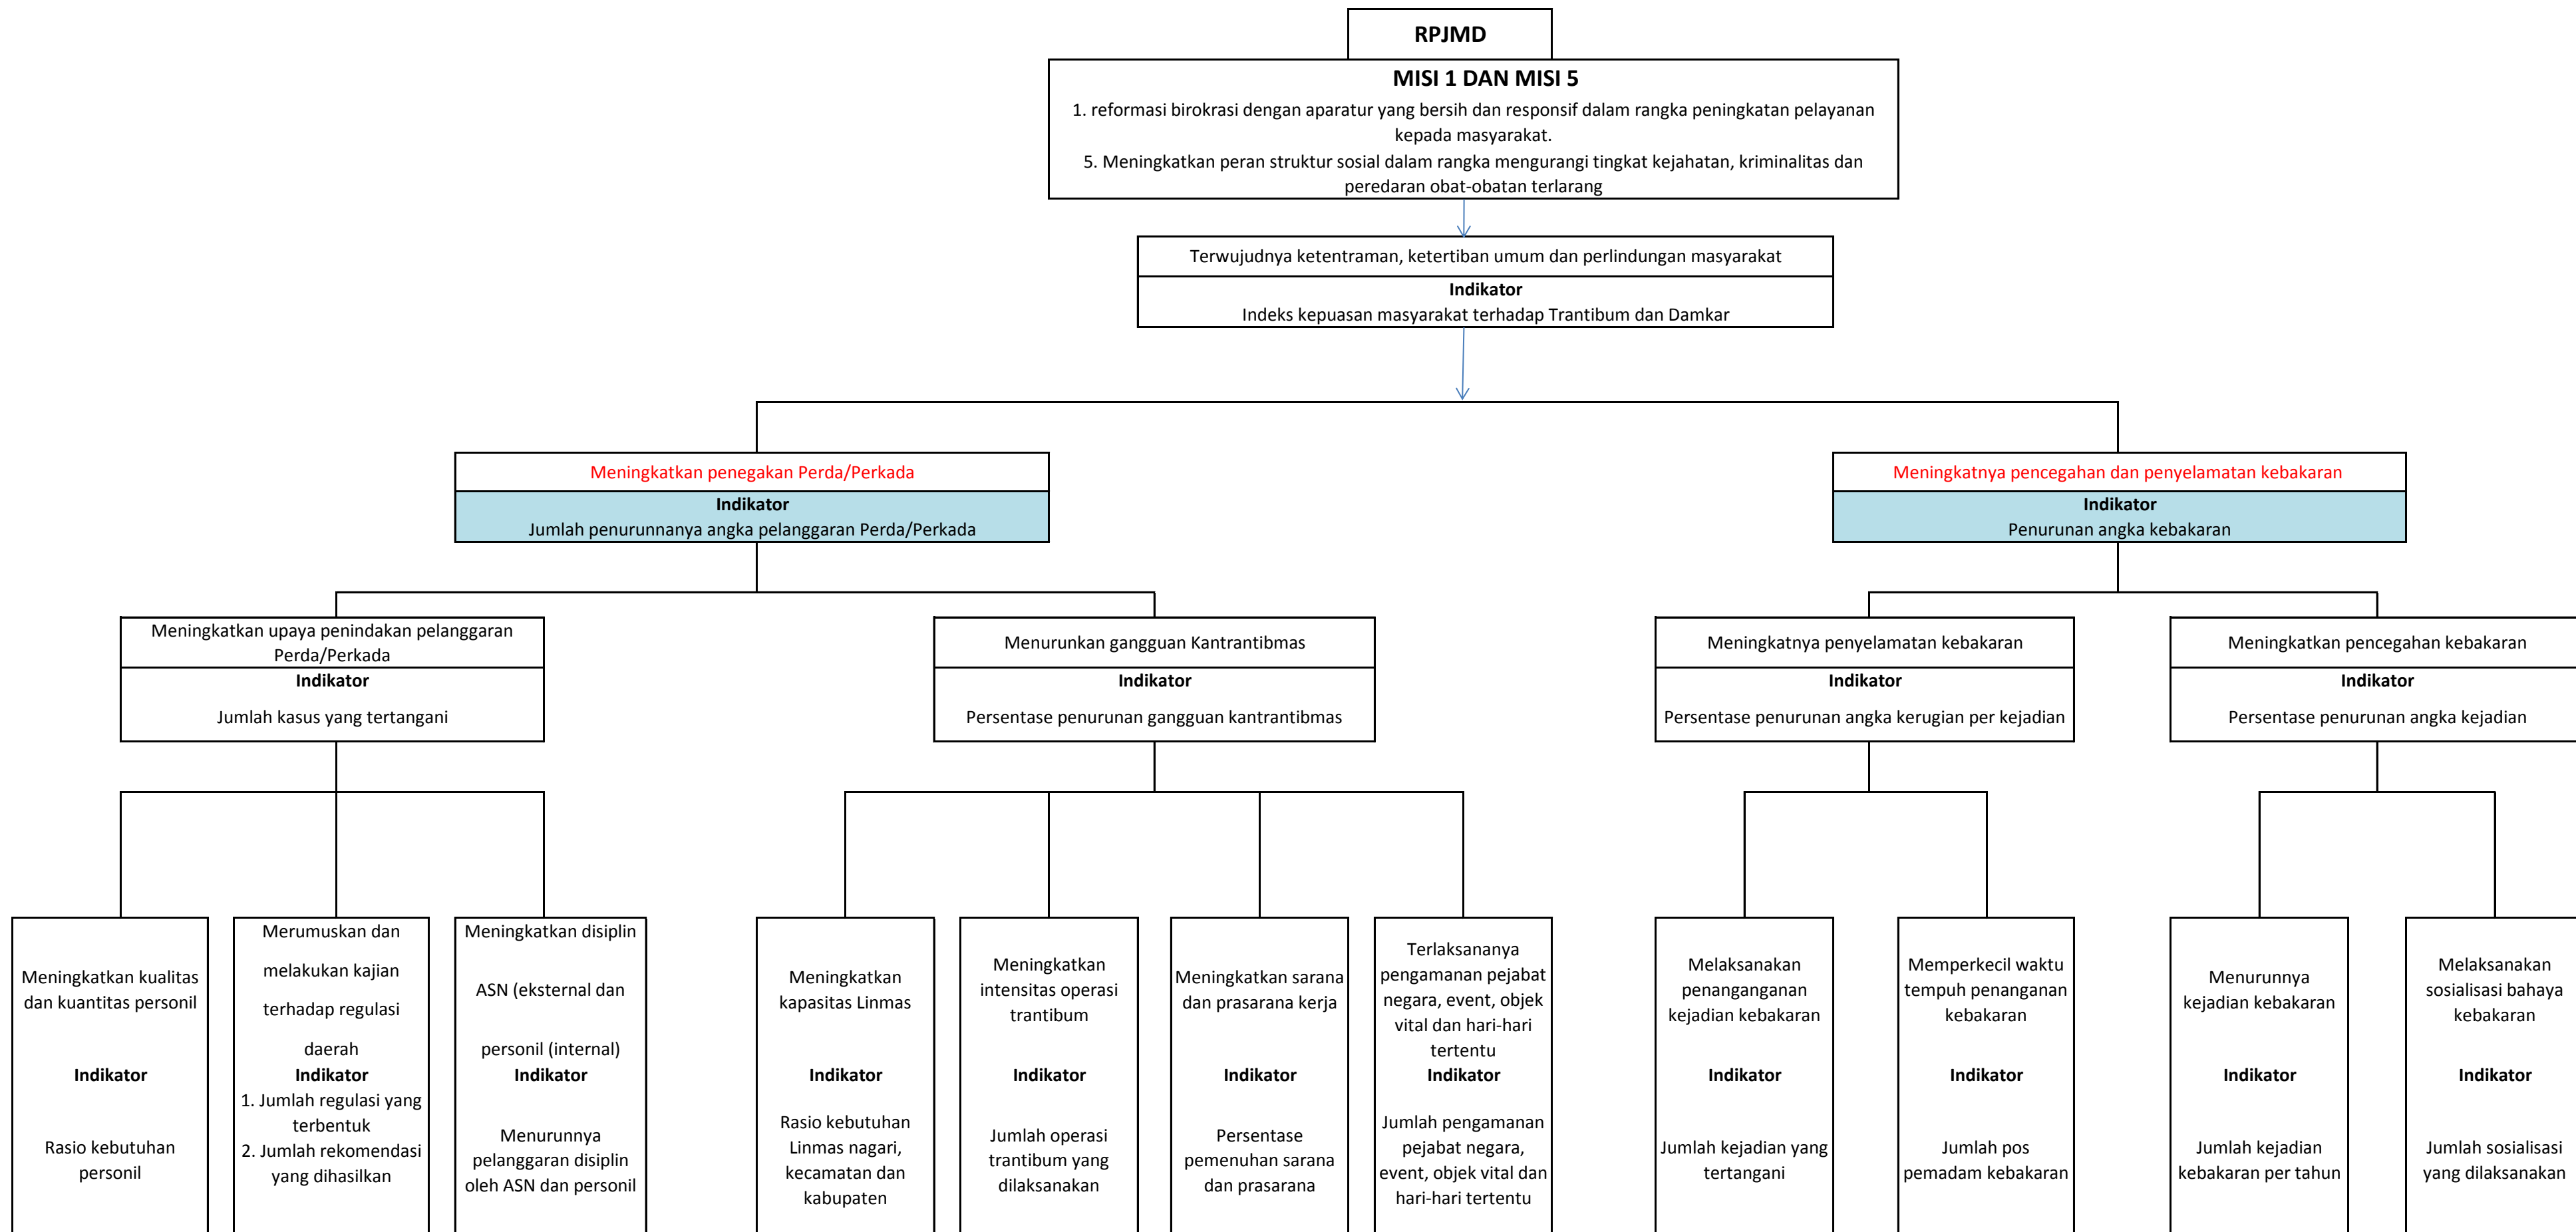 RPJMD
MISI 1 DAN MISI 5
1. reformasi birokrasi dengan aparatur yang bersih dan responsif dalam rangka peningkatan pelayanan
kepada masyarakat.
5. Meningkatkan peran struktur sosial dalam rangka mengurangi tingkat kejahatan, kriminalitas dan
peredaran obat-obatan terlarang
Terwujudnya ketentraman, ketertiban umum dan perlindungan masyarakat
Indikator
Indeks kepuasan masyarakat terhadap Trantibum dan Damkar
Meningkatkan penegakan Perda/Perkada
Indikator
Jumlah penurunnanya angka pelanggaran Perda/Perkada
Meningkatnya pencegahan dan penyelamatan kebakaran
Indikator
Penurunan angka kebakaran
Meningkatkan upaya penindakan pelanggaran
Perda/Perkada
Indikator
Jumlah kasus yang tertangani
Menurunkan gangguan Kantrantibmas
Indikator
Persentase penurunan gangguan kantrantibmas
Meningkatnya penyelamatan kebakaran
Indikator
Persentase penurunan angka kerugian per kejadian
Meningkatkan pencegahan kebakaran
Indikator
Persentase penurunan angka kejadian
Meningkatkan kualitas
dan kuantitas personil
Indikator
Rasio kebutuhan
personil
Merumuskan dan
melakukan kajian
terhadap regulasi
daerah
Indikator
1. Jumlah regulasi yang
terbentuk
2. Jumlah rekomendasi
yang dihasilkan
Meningkatkan disiplin
ASN (eksternal dan
personil (internal)
Indikator
Menurunnya
pelanggaran disiplin
oleh ASN dan personil
Meningkatkan
kapasitas Linmas
Indikator
Rasio kebutuhan
Linmas nagari,
kecamatan dan
kabupaten
Meningkatkan
intensitas operasi
trantibum
Indikator
Jumlah operasi
trantibum yang
dilaksanakan
Meningkatkan sarana
dan prasarana kerja
Indikator
Persentase
pemenuhan sarana
dan prasarana
Terlaksananya
pengamanan pejabat
negara, event, objek
vital dan hari-hari
tertentu
Indikator
Jumlah pengamanan
pejabat negara,
event, objek vital dan
hari-hari tertentu
Melaksanakan
penanganganan
kejadian kebakaran
Indikator
Jumlah kejadian yang
tertangani
Memperkecil waktu
tempuh penanganan
kebakaran
Indikator
Jumlah pos
pemadam kebakaran
Menurunnya
kejadian kebakaran
Indikator
Jumlah kejadian
kebakaran per tahun
Melaksanakan
sosialisasi bahaya
kebakaran
Indikator
Jumlah sosialisasi
yang dilaksanakan